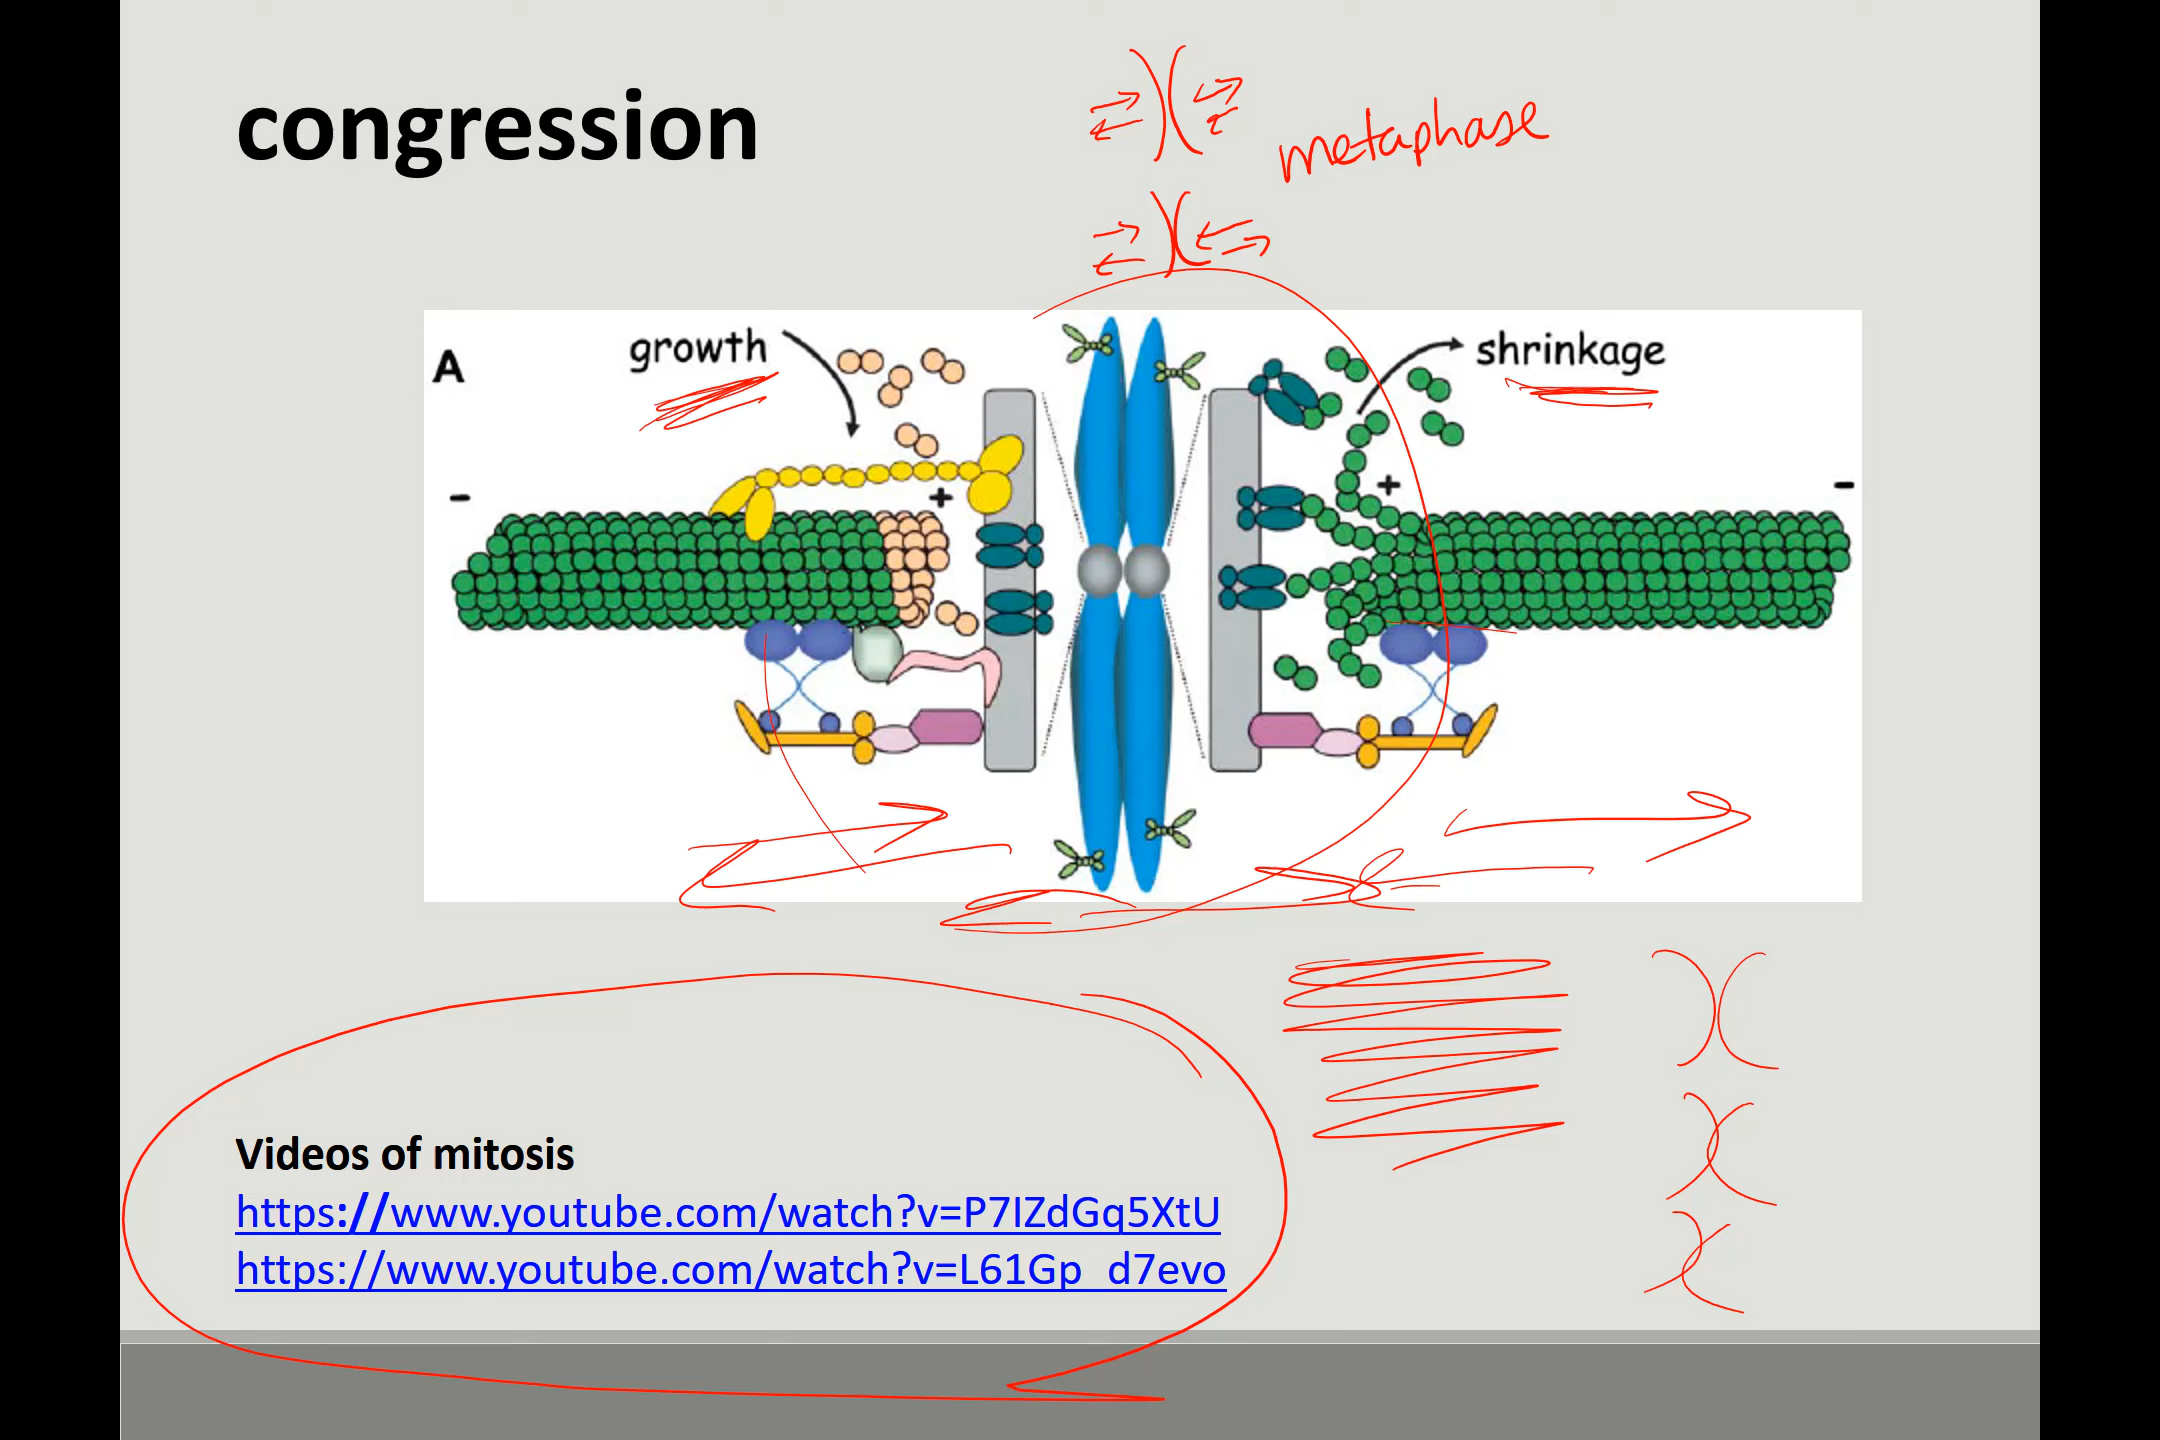 congression
metaphase
A
growth
shrinkage
- + + -
Videos of mitosis
https://www.youtube.com/watch?v=P7IZdGq5XtU
https://www.youtube.com/watch?v=L61Gp_d7evo